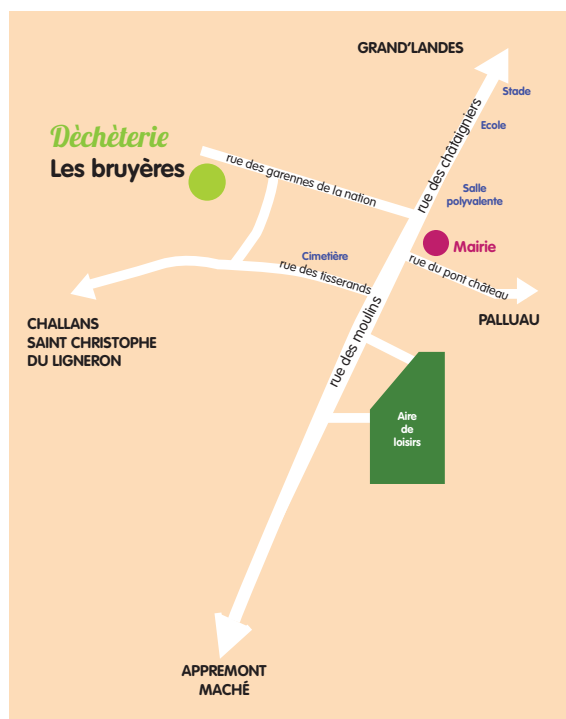 GRAND'LANDES
Stade
Ecole
rue des châtaigniers
Dèchèterie
Les bruyères
rue des garennes de la nation
Salle
polyvalente
Mairie
Cimetière
rue des tisserands
rue du pont château
CHALLANS
SAINT CHRISTOPHE
DU LIGNERON
PALLUAU
rue des moulins
Aire
de
loisirs
APPREMONT
MACHÉ